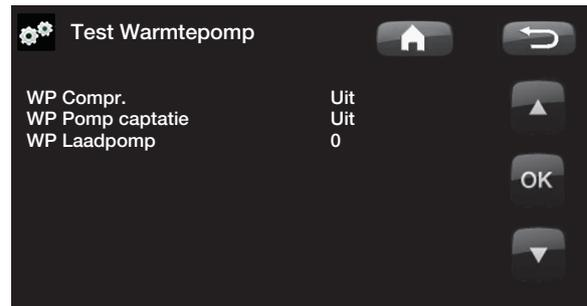 Test Warmtepomp
WP Compr. Uit
WP Pomp captatie Uit
WP Laadpomp 0
OK